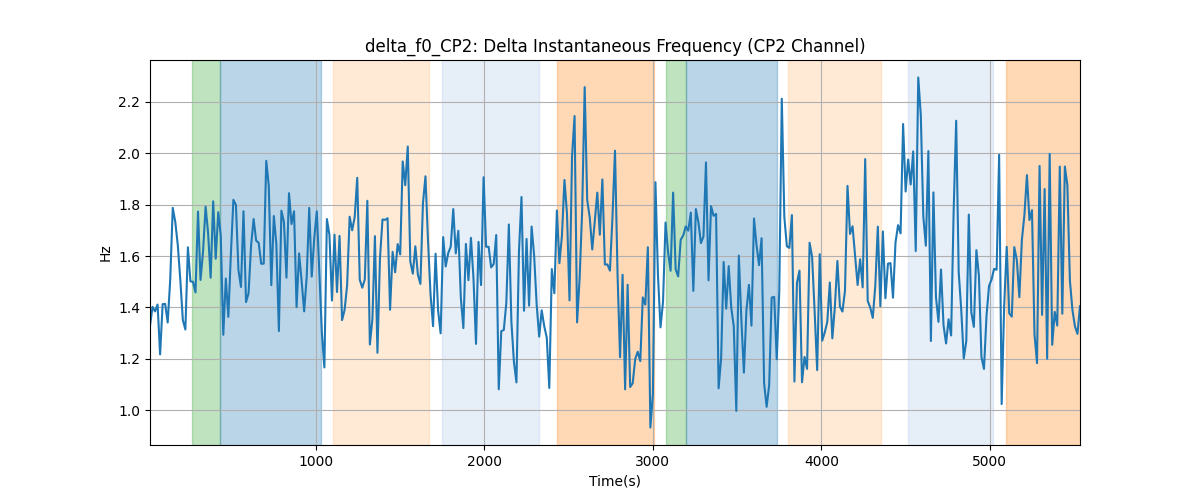 delta_f0_CP2: Delta Instantaneous Frequency (CP2 Channel)
Hz
2.2
2.0
1.8
1.6
1.4
1.2
1.0
1000 2000 3000 4000 5000
Time(s)